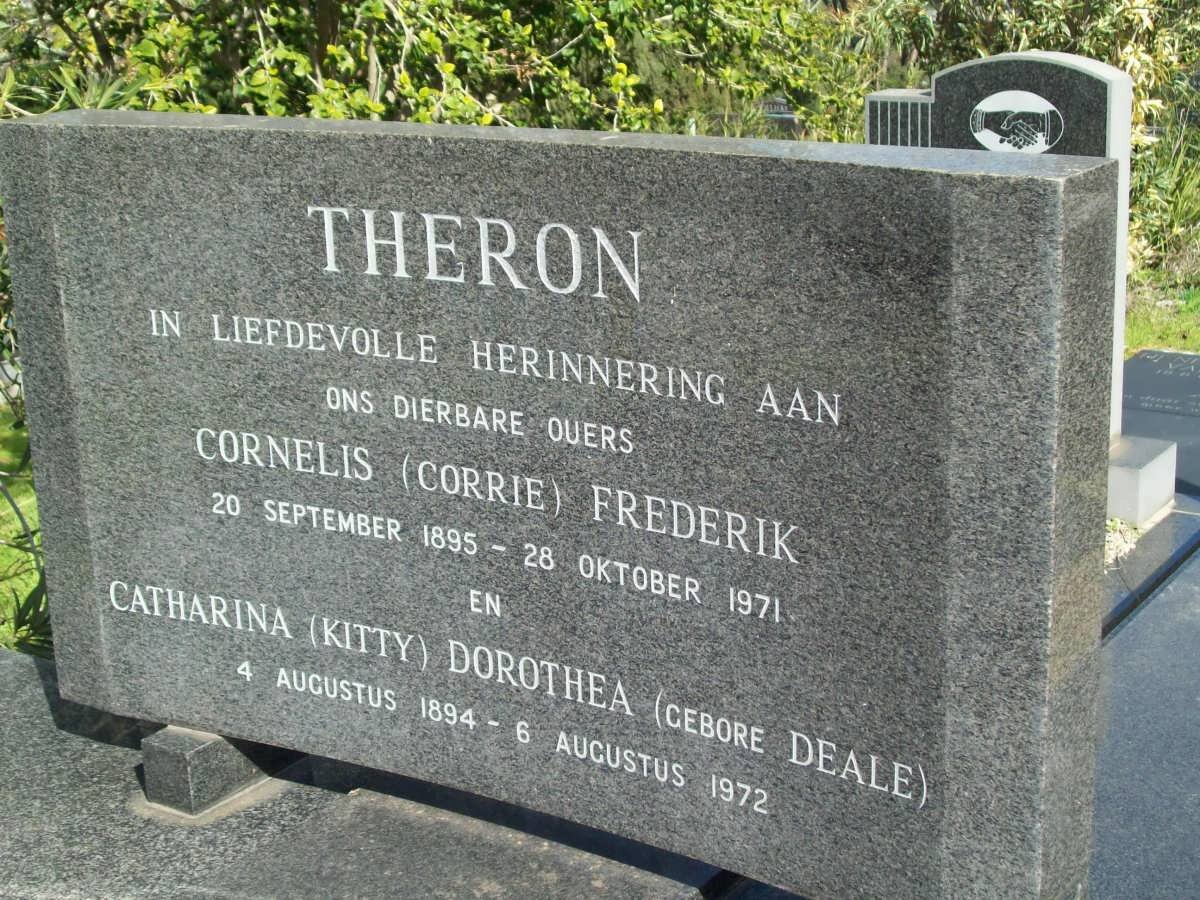 THERON
IN LIEFDEVOLLE HERINNERING AAN
ONS DIERBARE OUERS
CORNELIS (CORRIE) FREDERIK
20 SEPTEMBER 1895 - 28 OKTOBER 1971
EN
CATHARINA (KITTY) DOROTHEA (GEBORE DEALE)
4 AUGUSTUS 1894 - 6 AUGUSTUS 1972